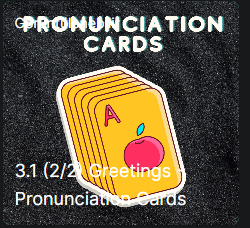 PRONUNCIATION
CARDS
A
3.1 (2/2) Greetings
Pronunciation Cards